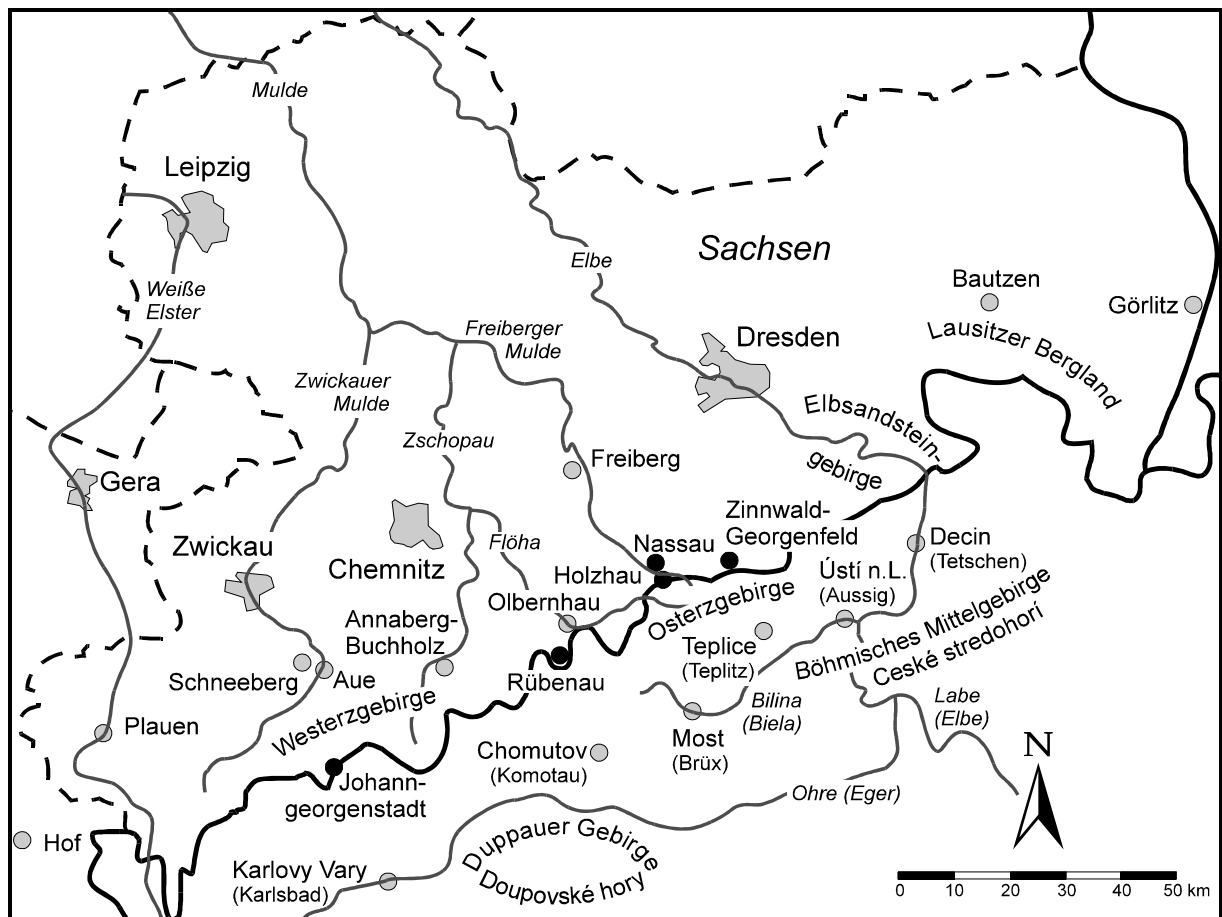 Mulde
Leipzig
Weiße
Elster
Elbe
Sachsen
Bautzen
Görlitz
Lausitzer Bergland
Freiberger
Mulde
Dresden
Zwickauer
Mulde
Elbsandstein-
gebirge
Zschopau
Freiberg
Gera
Zinnwald-
Georgenfeld
Zwickau
Chemnitz
Flöha
Nassau
Holzhau
Decin
(Tetschen)
Ústí n.L.
(Aussig)
Olbernhau
Osterzgebirge
Annaberg-
Buchholz
Teplice
(Teplitz)
Böhmisches Mittelgebirge
Ceské stredohorí
Schneeberg
Aue
Rübenau
Westerzgebirge
Plauen
Bilina
(Biela)
Labe
(Elbe)
Most
(Brüx)
Chomutov
(Komotau)
Johann-
georgenstadt
Ohre (Eger)
N
Hof
Duppauer Gebirge
Doupovské hory
Karlovy Vary
(Karlsbad)
0 10 20 30 40 50 km